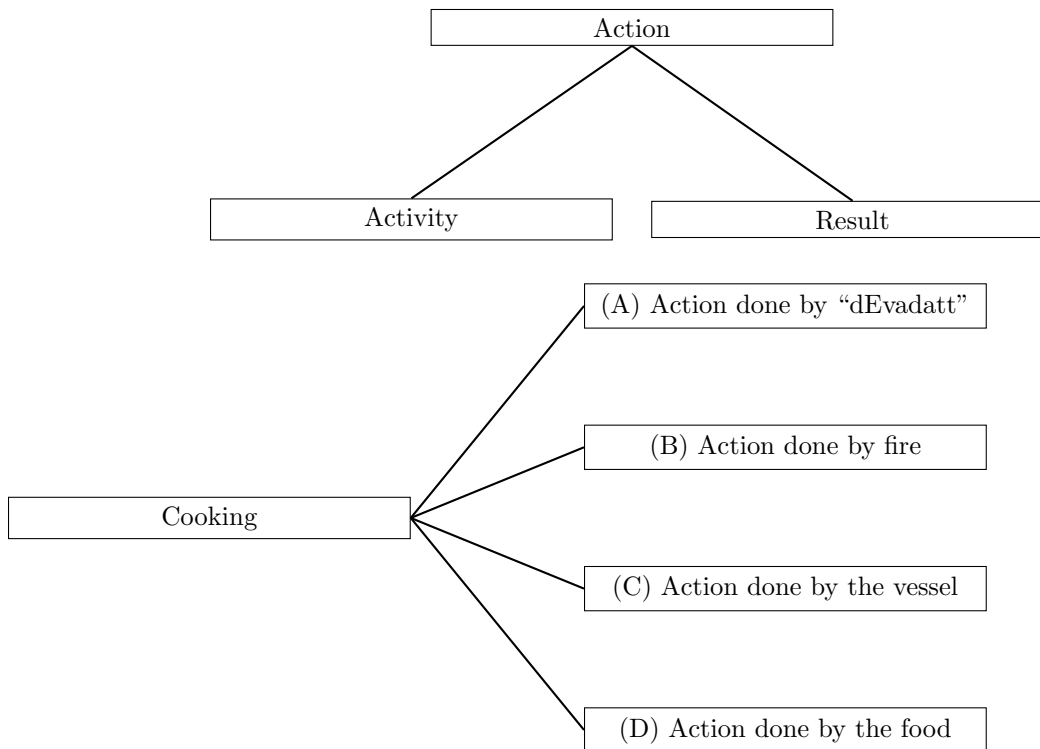 Action
Activity
Result
(A) Action done by “dEvadatt”
(B) Action done by fire
Cooking
(C) Action done by the vessel
(D) Action done by the food